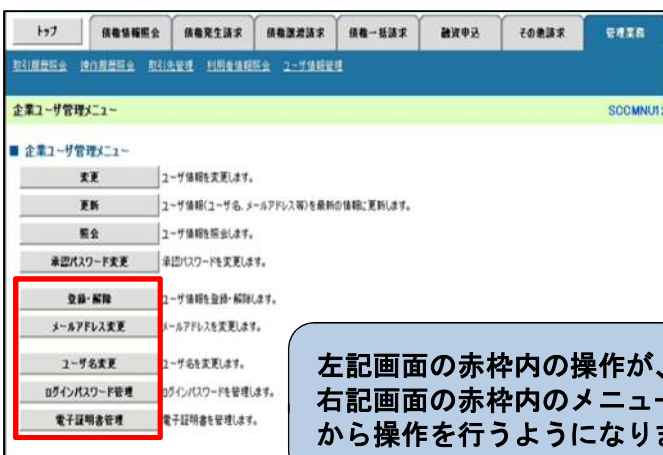 トップ 債権情報照会 債権発生請求 債権譲渡請求 債権一括請求 融資申込 その他請求 管理業務
取引履歴照会 操作履歴照会 取引先管理 利用者情報照会 ユーザ情報管理
企業ユーザ管理メニュー SCCMNU12
■ 企業ユーザ管理メニュー
変更 ユーザ情報を変更します。
更新 ユーザ情報(ユーザ名、メールアドレス等)を最新の情報に更新します。
照会 ユーザ情報を照会します。
承認パスワード変更 承認パスワードを変更します。
登録・解除 ユーザ情報を登録・解除します。
メールアドレス変更 メールアドレスを変更します。
ユーザ名変更 ユーザ名を変更します。
ログインパスワード管理 ログインパスワードを管理します。
電子証明書管理 電子証明書を管理します。
左記画面の赤枠内の操作が、
右記画面の赤枠内のメニュー
から操作を行うようになりま